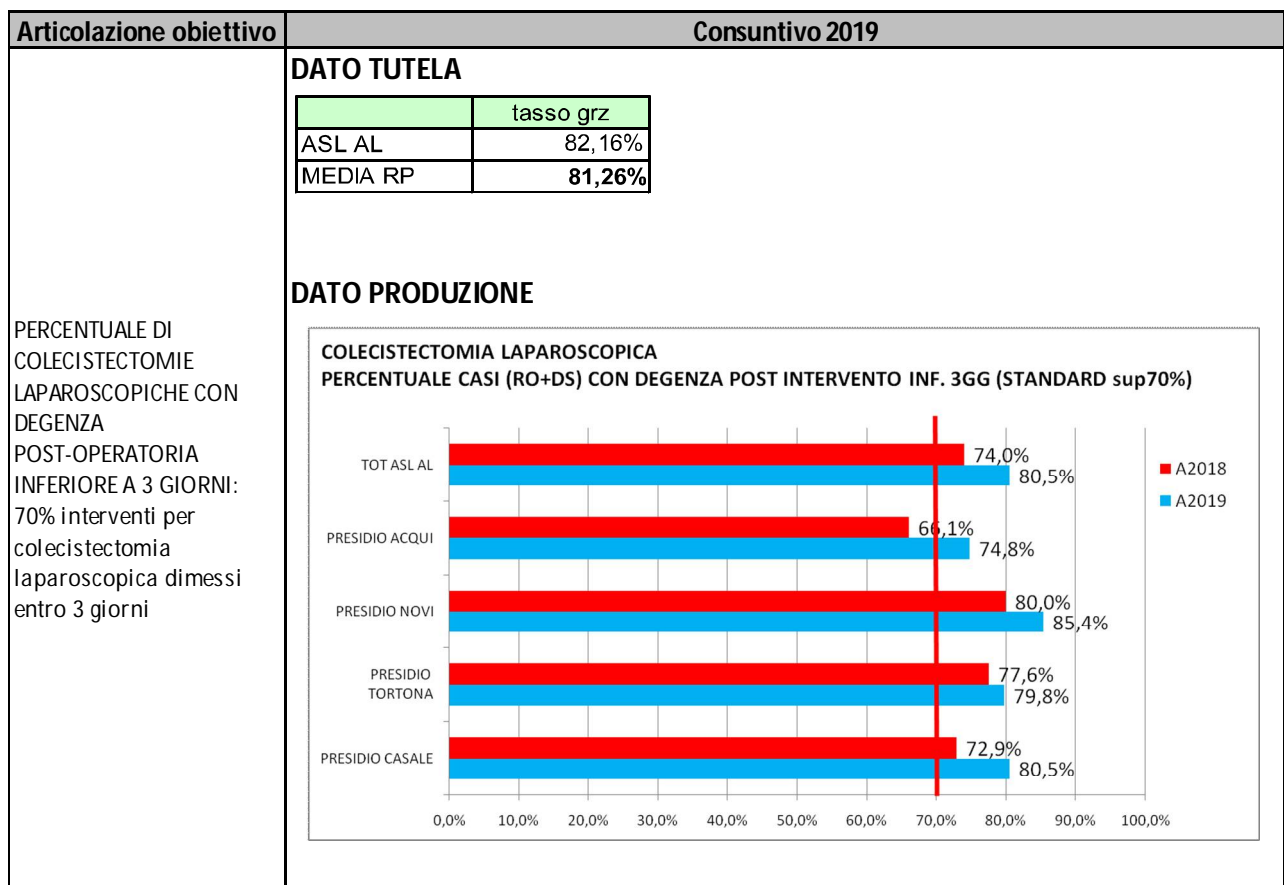 Articolazione obiettivo
Consuntivo 2019
PERCENTUALE DI
COLECISTECTOMIE
LAPAROSCOPICHE CON
DEGENZA
POST-OPERATORIA
INFERIORE A 3 GIORNI:
70% interventi per
colecistectomia
laparoscopica dimessi
entro 3 giorni
DATO TUTELA
tasso grz
ASL AL 82,16%
MEDIA RP 81,26%
DATO PRODUZIONE
COLECISTECTOMIA LAPAROSCOPICA
PERCENTUALE CASI (RO+DS) CON DEGENZA POST INTERVENTO INF. 3GG (STANDARD sup70%)
TOT ASL AL
74,0%
80,5%
PRESIDIO ACQUI
66,1%
74,8%
PRESIDIO NOVI
80,0%
85,4%
PRESIDIO
TORTONA
77,6%
79,8%
PRESIDIO CASALE
72,9%
80,5%
0,0% 10,0% 20,0% 30,0% 40,0% 50,0% 60,0% 70,0% 80,0% 90,0% 100,0%
A2018
A2019